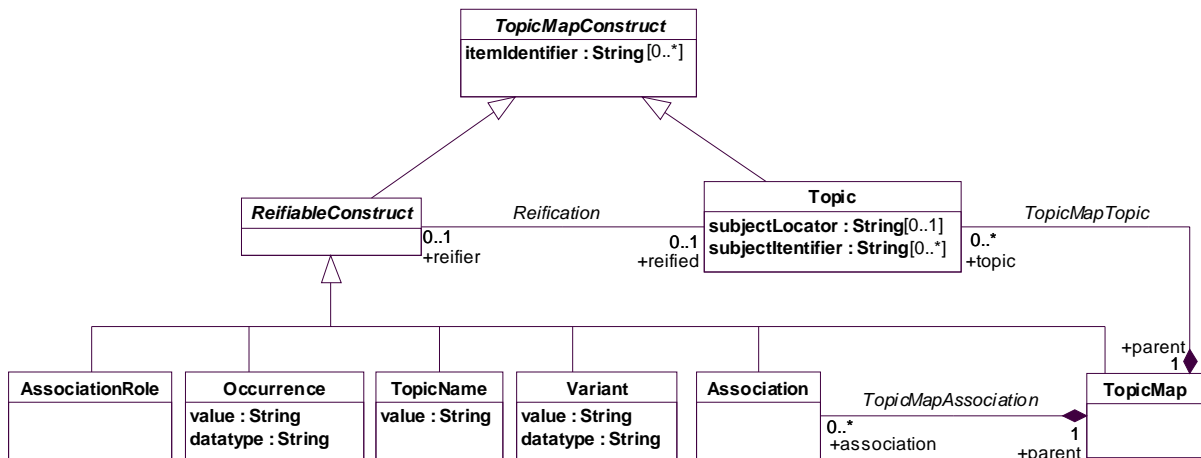 TopicMapConstruct
itemIdentifier : String[0..*]
ReifiableConstruct
Reification
0..1
+reifier
0..1
+reified
Topic
subjectLocator : String[0..1]
subjectItentifier : String[0..*]
TopicMapTopic
0..*
+topic
+parent
1
AssociationRole
Occurrence
value : String
datatype : String
TopicName
value : String
Variant
value : String
datatype : String
Association
TopicMapAssociation
0..*
+association
1
+parent
TopicMap